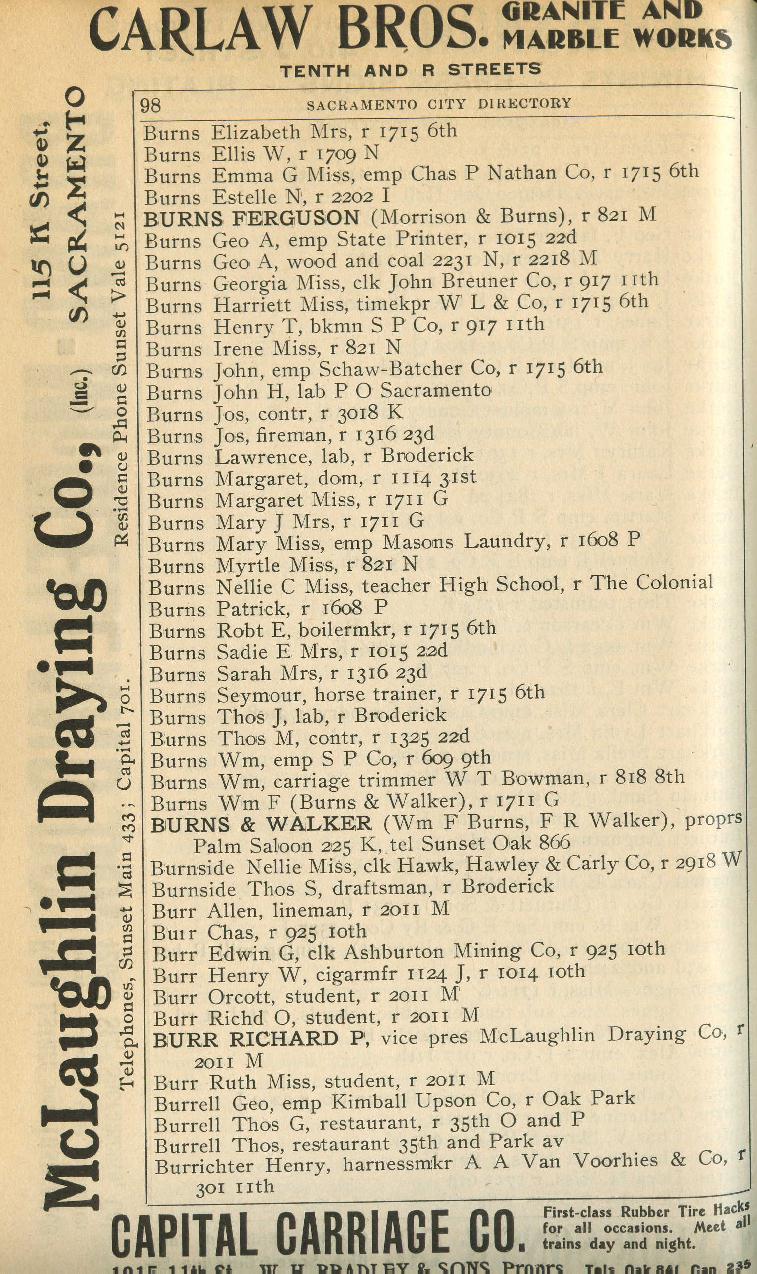 CARLAW BROS. GRANITE AND
MARBLE WORKS
TENTH AND R STREETS
McLaughlin Draying Co., (Inc.) 115 K Street,
SACRAMENTO
Telephones, Sunset Main 433; Capital 701. Residence Phone Sunset Vale 5121
98 SACRAMENTO CITY DIRECTORY
Burns Elizabeth Mrs, r 1715 6th
Burns Ellis W, r 1709 N
Burns Emma G Miss, emp Chas P Nathan Co, r 1715 6th
Burns Estelle N, r 2202 I
BURNS FERGUSON (Morrison & Burns), r 821 M
Burns Geo A, emp State Printer, r 1015 22d
Burns Geo A, wood and coal 2231 N, r 2218 M
Burns Georgia Miss, clk John Breuner Co, r 917 11th
Burns Harriett Miss, timekpr W L & Co, r 1715 6th
Burns Henry T, bkmn S P Co, r 917 11th
Burns Irene Miss, r 821 N
Burns John, emp Schaw-Batcher Co, r 1715 6th
Burns John H, lab P O Sacramento
Burns Jos, contr, r 3018 K
Burns Jos, fireman, r 1316 23d
Burns Lawrence, lab, r Broderick
Burns Margaret, dom, r 1114 31st
Burns Margaret Miss, r 1711 G
Burns Mary J Mrs, r 1711 G
Burns Mary Miss, emp Masons Laundry, r 1608 P
Burns Myrtle Miss, r 821 N
Burns Nellie C Miss, teacher High School, r The Colonial
Burns Patrick, r 1608 P
Burns Robt E, boilermkr, r 1715 6th
Burns Sadie E Mrs, r 1015 22d
Burns Sarah Mrs, r 1316 23d
Burns Seymour, horse trainer, r 1715 6th
Burns Thos J, lab, r Broderick
Burns Thos M, contr, r 1325 22d
Burns Wm, emp S P Co, r 609 9th
Burns Wm, carriage trimmer W T Bowman, r 818 8th
Burns Wm F (Burns & Walker), r 1711 G
BURNS & WALKER (Wm F Burns, F R Walker), proprs
Palm Saloon 225 K, tel Sunset Oak 866
Burnside Nellie Miss, clk Hawk, Hawley & Carly Co, r 2918 W
Burnside Thos S, draftsman, r Broderick
Burr Allen, lineman, r 2011 M
Burr Chas, r 925 10th
Burr Edwin G, clk Ashburton Mining Co, r 925 10th
Burr Henry W, cigarmfr 1124 J, r 1014 10th
Burr Orcott, student, r 2011 M
Burr Richd O, student, r 2011 M
BURR RICHARD P, vice pres McLaughlin Draying Co, r
2011 M
Burr Ruth Miss, student, r 2011 M
Burrell Geo, emp Kimball Upson Co, r Oak Park
Burrell Thos G, restaurant, r 35th O and P
Burrell Thos, restaurant 35th and Park av
Burrichter Henry, harnessmkr A A Van Voorhies & Co, r
301 11th
CAPITAL CARRIAGE CO. First-class Rubber Tire Hacks
for all occasions. Meet all
trains day and night.
1015 11th St. W. H. BRADLEY & SONS Proprs Tels Oak 841 Cap 235